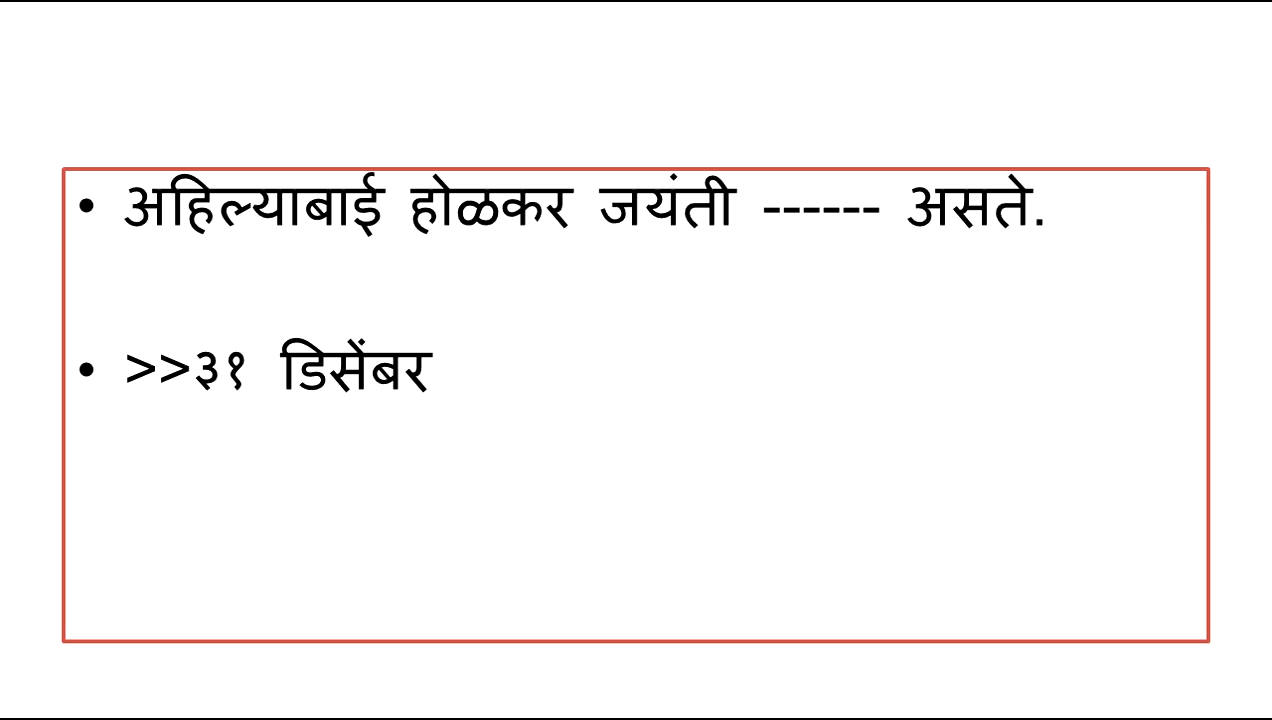 • अहिल्याबाई होळकर जयंती ------ असते.
• >>३१ डिसेंबर